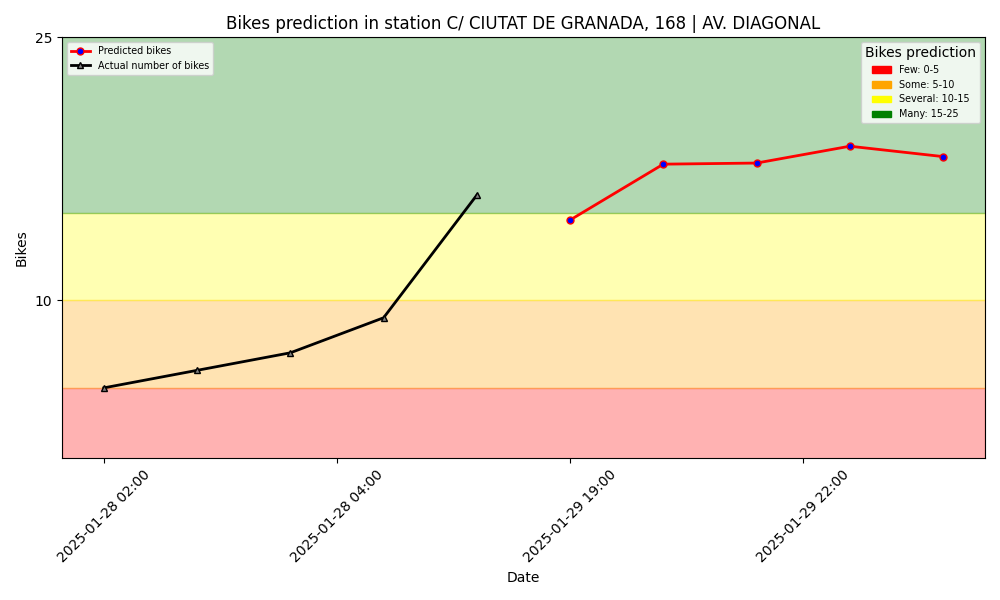 Bikes prediction in station C/ CIUTAT DE GRANADA, 168 | AV. DIAGONAL
25
10
Bikes
Predicted bikes
Actual number of bikes
Bikes prediction
Few: 0-5
Some: 5-10
Several: 10-15
Many: 15-25
2025-01-28 02:00
2025-01-28 04:00
2025-01-29 19:00
2025-01-29 22:00
Date